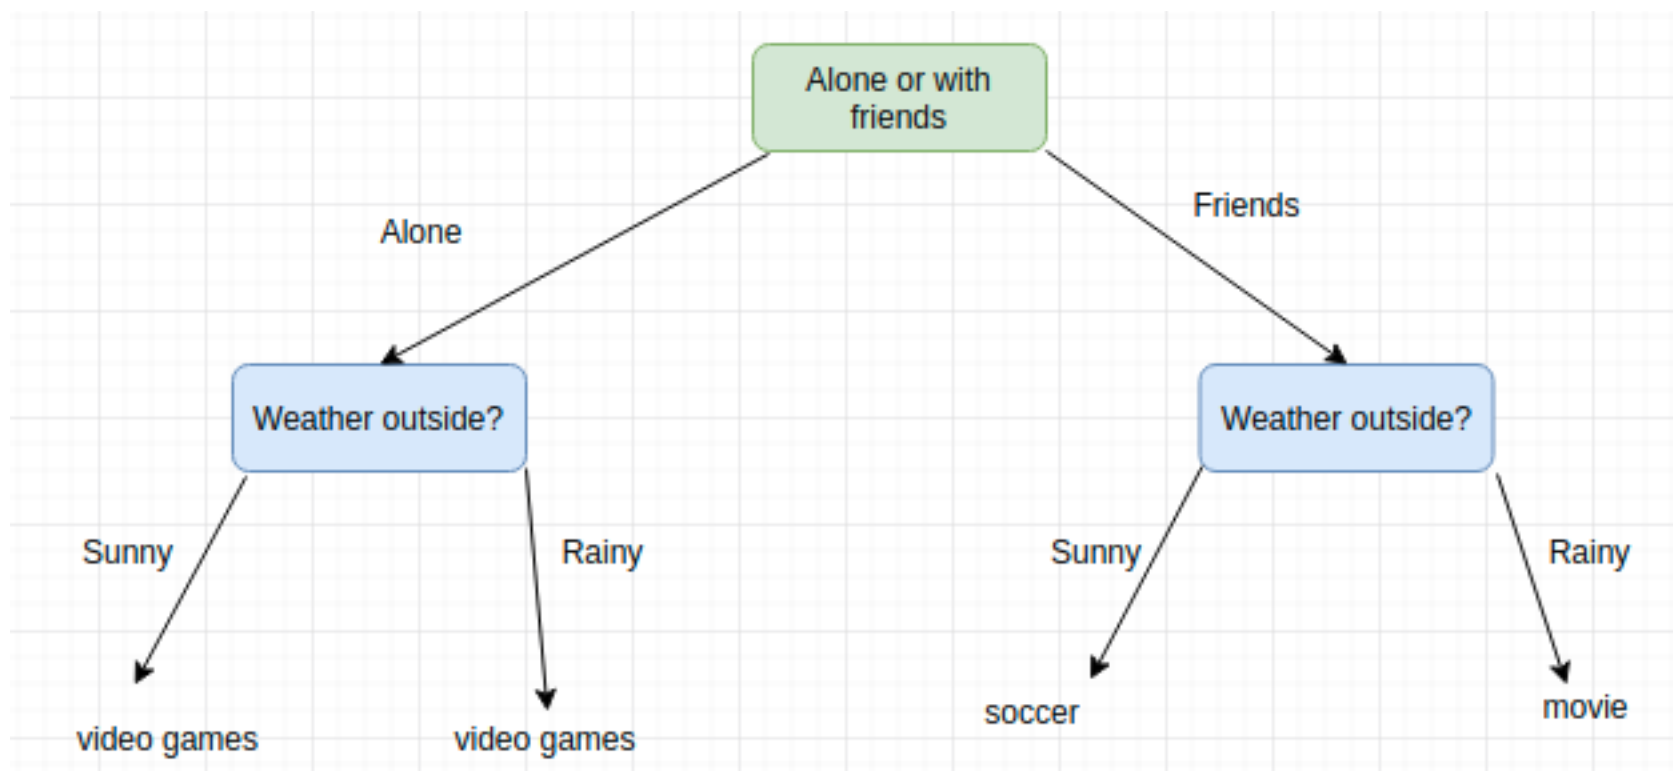 Alone or with
friends
Alone
Friends
Weather outside?
Weather outside?
Sunny
Rainy
Sunny
Rainy
video games
video games
soccer
movie